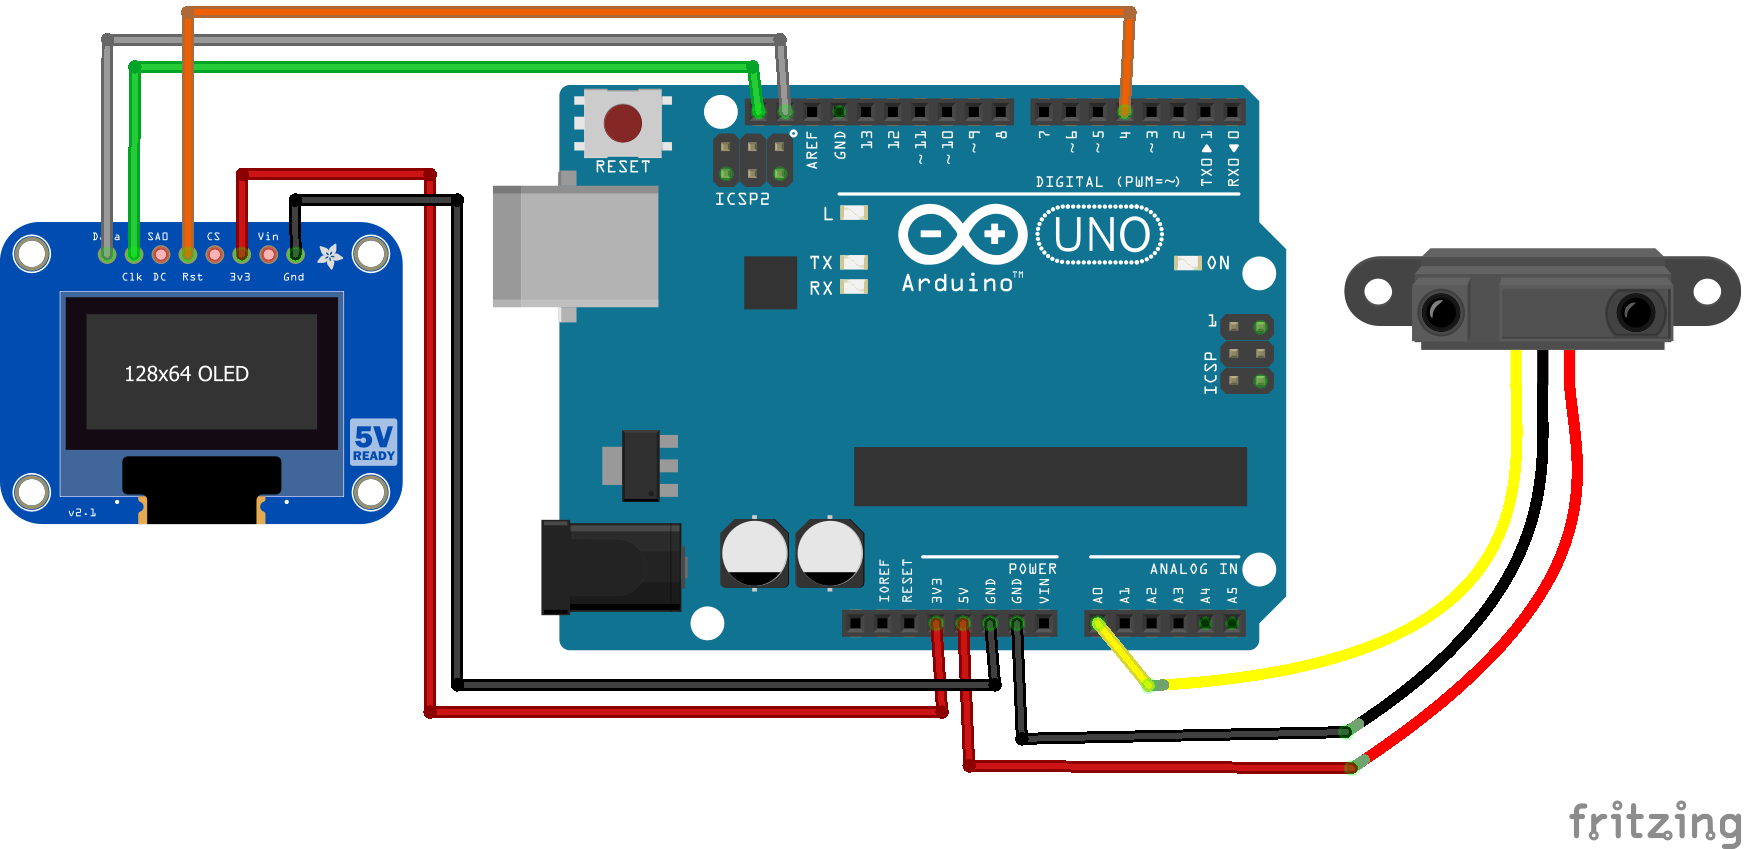 RESET
ICSP2
AREF
GND
13
12
~11
~10
~9
8
7
~6
~5
4
~3
2
TX0 ▶ 1
RX0 ◀ 0
DIGITAL (PWM=~)
L
TX
RX
UNO
Arduino™
ON
1
ICSP
Data
SA0
CS
Vin
Clk
DC
Rst
3v3
Gnd
128x64 OLED
5V
READY
v2.1
POWER
ANALOG IN
IOREF
RESET
3V3
5V
GND
GND
VIN
A0
A1
A2
A3
A4
A5
fritzing